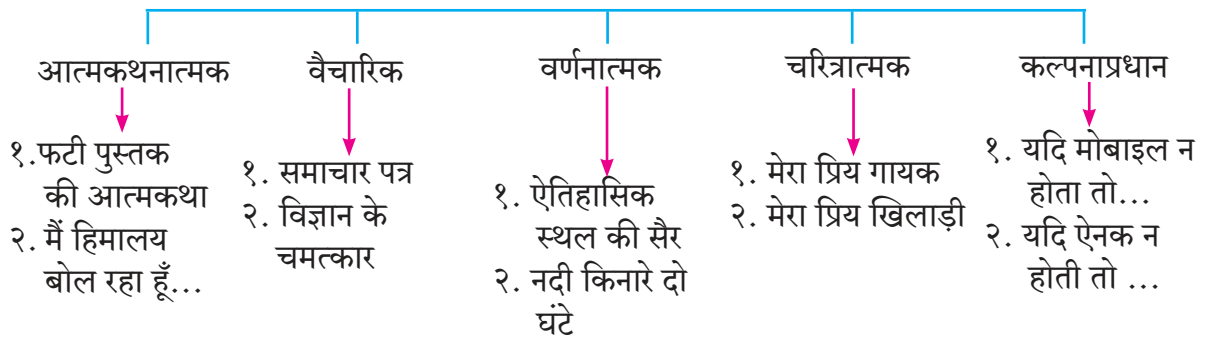 आत्मकथनात्मक
१.फटी पुस्तक
की आत्मकथा
२. मैं हिमालय
बोल रहा हूँ...
वैचारिक
१. समाचार पत्र
२. विज्ञान के
चमत्कार
वर्णनात्मक
१. ऐतिहासिक
स्थल की सैर
२. नदी किनारे दो
घंटे
चरित्रात्मक
१. मेरा प्रिय गायक
२. मेरा प्रिय खिलाड़ी
कल्पनाप्रधान
१. यदि मोबाइल न
होता तो...
२. यदि ऐनक न
होती तो ...